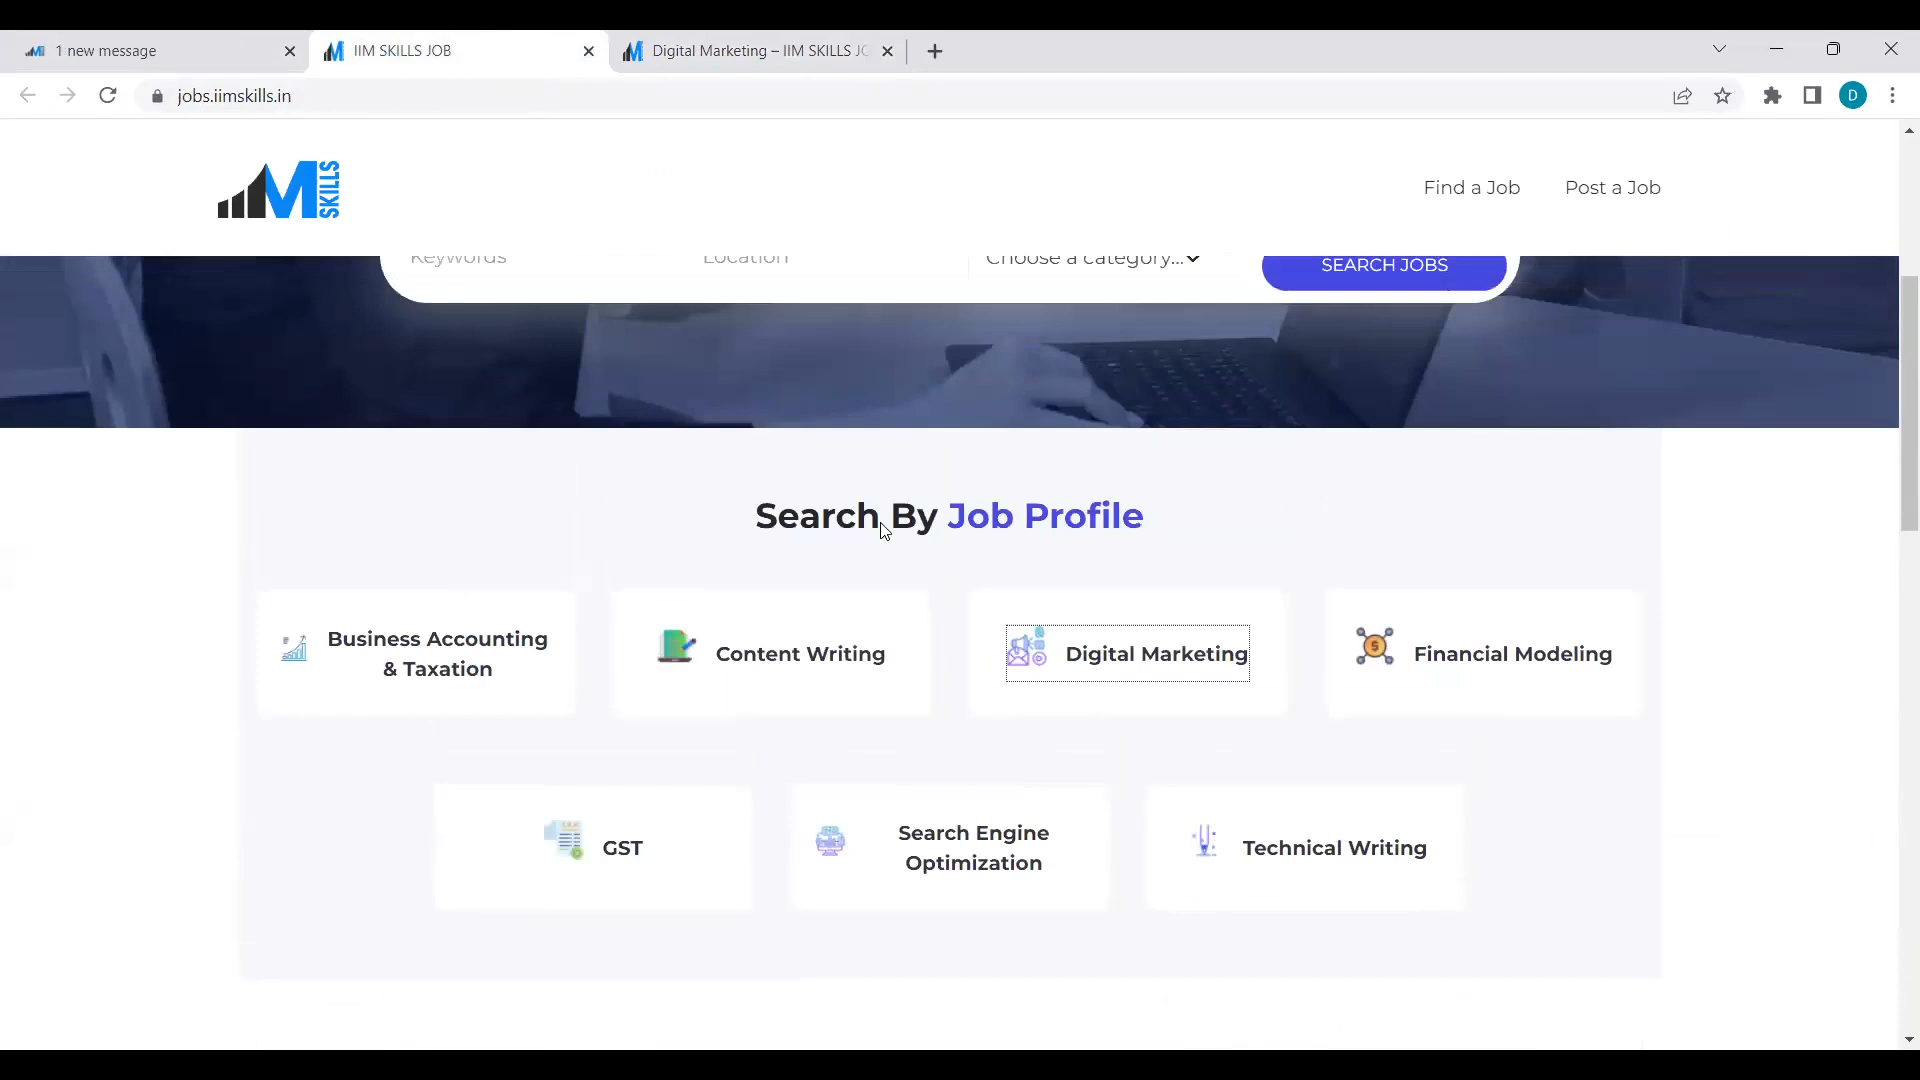 1 new message
IIM SKILLS JOB
Digital Marketing – IIM SKILLS JO
jobs.iimskills.in
D
IIM SKILLS
Find a Job
Post a Job
Keywords
Location
Choose a category...
SEARCH JOBS
Search By Job Profile
Business Accounting
& Taxation
Content Writing
Digital Marketing
Financial Modeling
GST
Search Engine
Optimization
Technical Writing